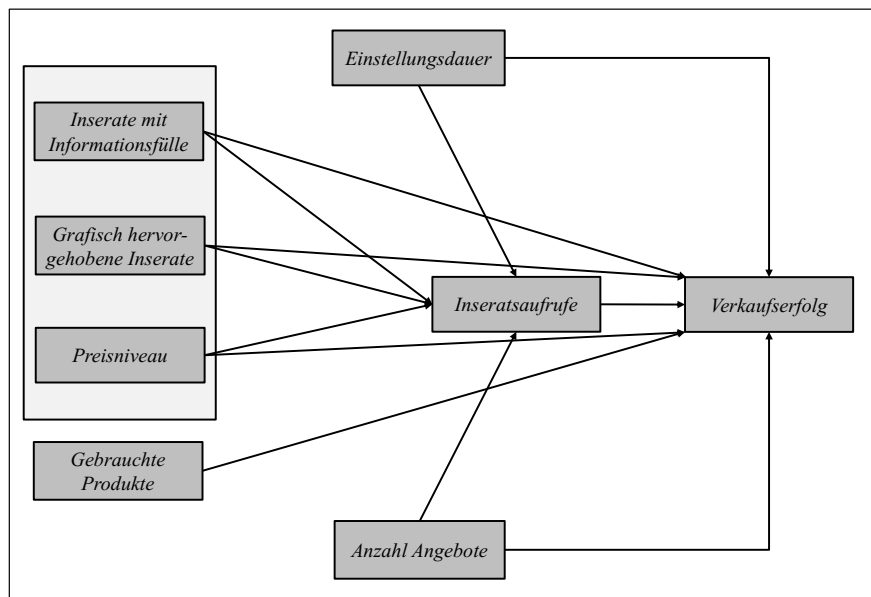 Einstellungsdauer
Inserate mit
Informationsfülle
Grafisch hervor-
gehobene Inserate
Inseratsaufrufe
Verkaufserfolg
Preisniveau
Gebrauchte
Produkte
Anzahl Angebote